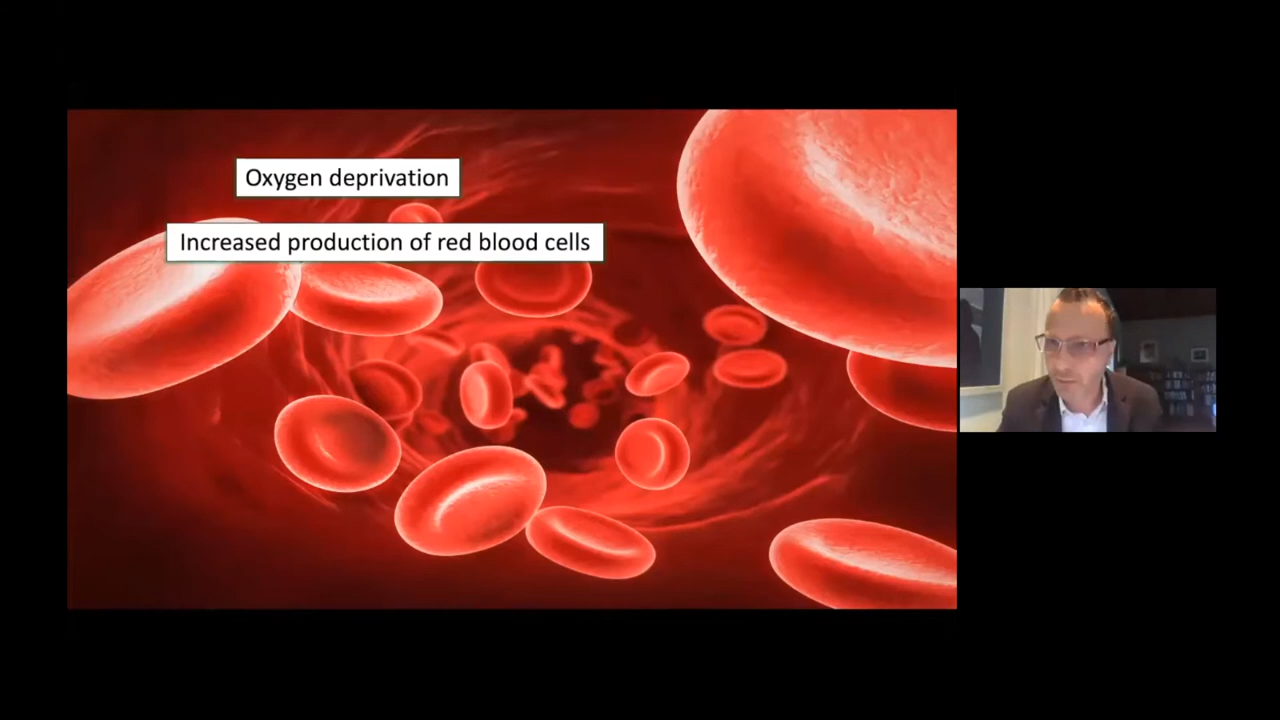 Oxygen deprivation
Increased production of red blood cells